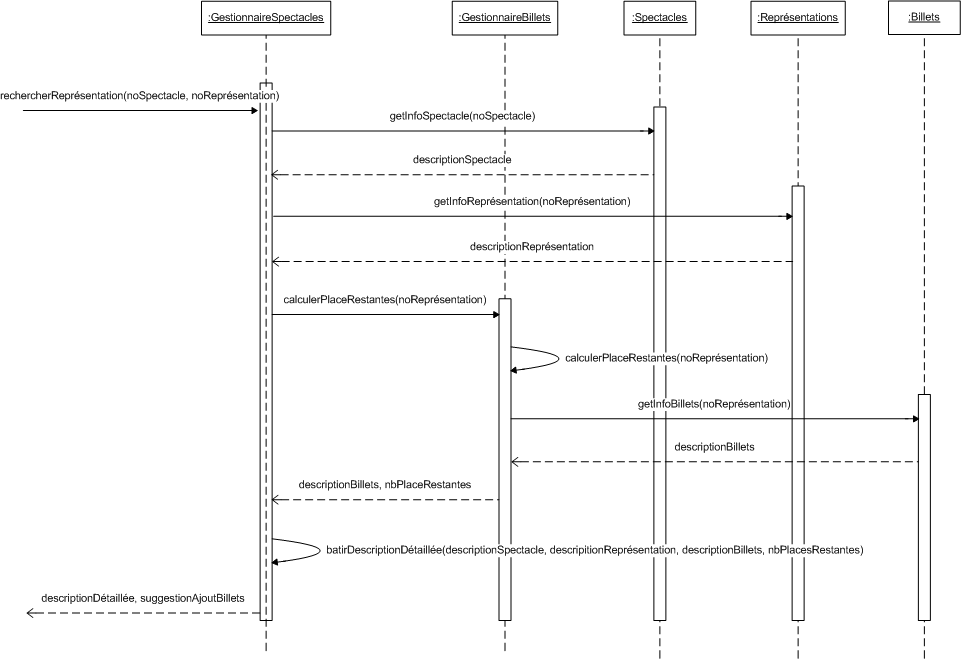 :GestionnaireSpectacles
:GestionnaireBillets
:Spectacles
:Représentations
:Billets
rechercherReprésentation(noSpectacle, noReprésentation)
getInfoSpectacle(noSpectacle)
descriptionSpectacle
getInfoReprésentation(noReprésentation)
descriptionReprésentation
calculerPlaceRestantes(noReprésentation)
calculerPlaceRestantes(noReprésentation)
getInfoBillets(noReprésentation)
descriptionBillets
descriptionBillets, nbPlaceRestantes
batirDescriptionDétaillée(descriptionSpectacle, descripitionReprésentation, descriptionBillets, nbPlacesRestantes)
descriptionDétaillée, suggestionAjoutBillets